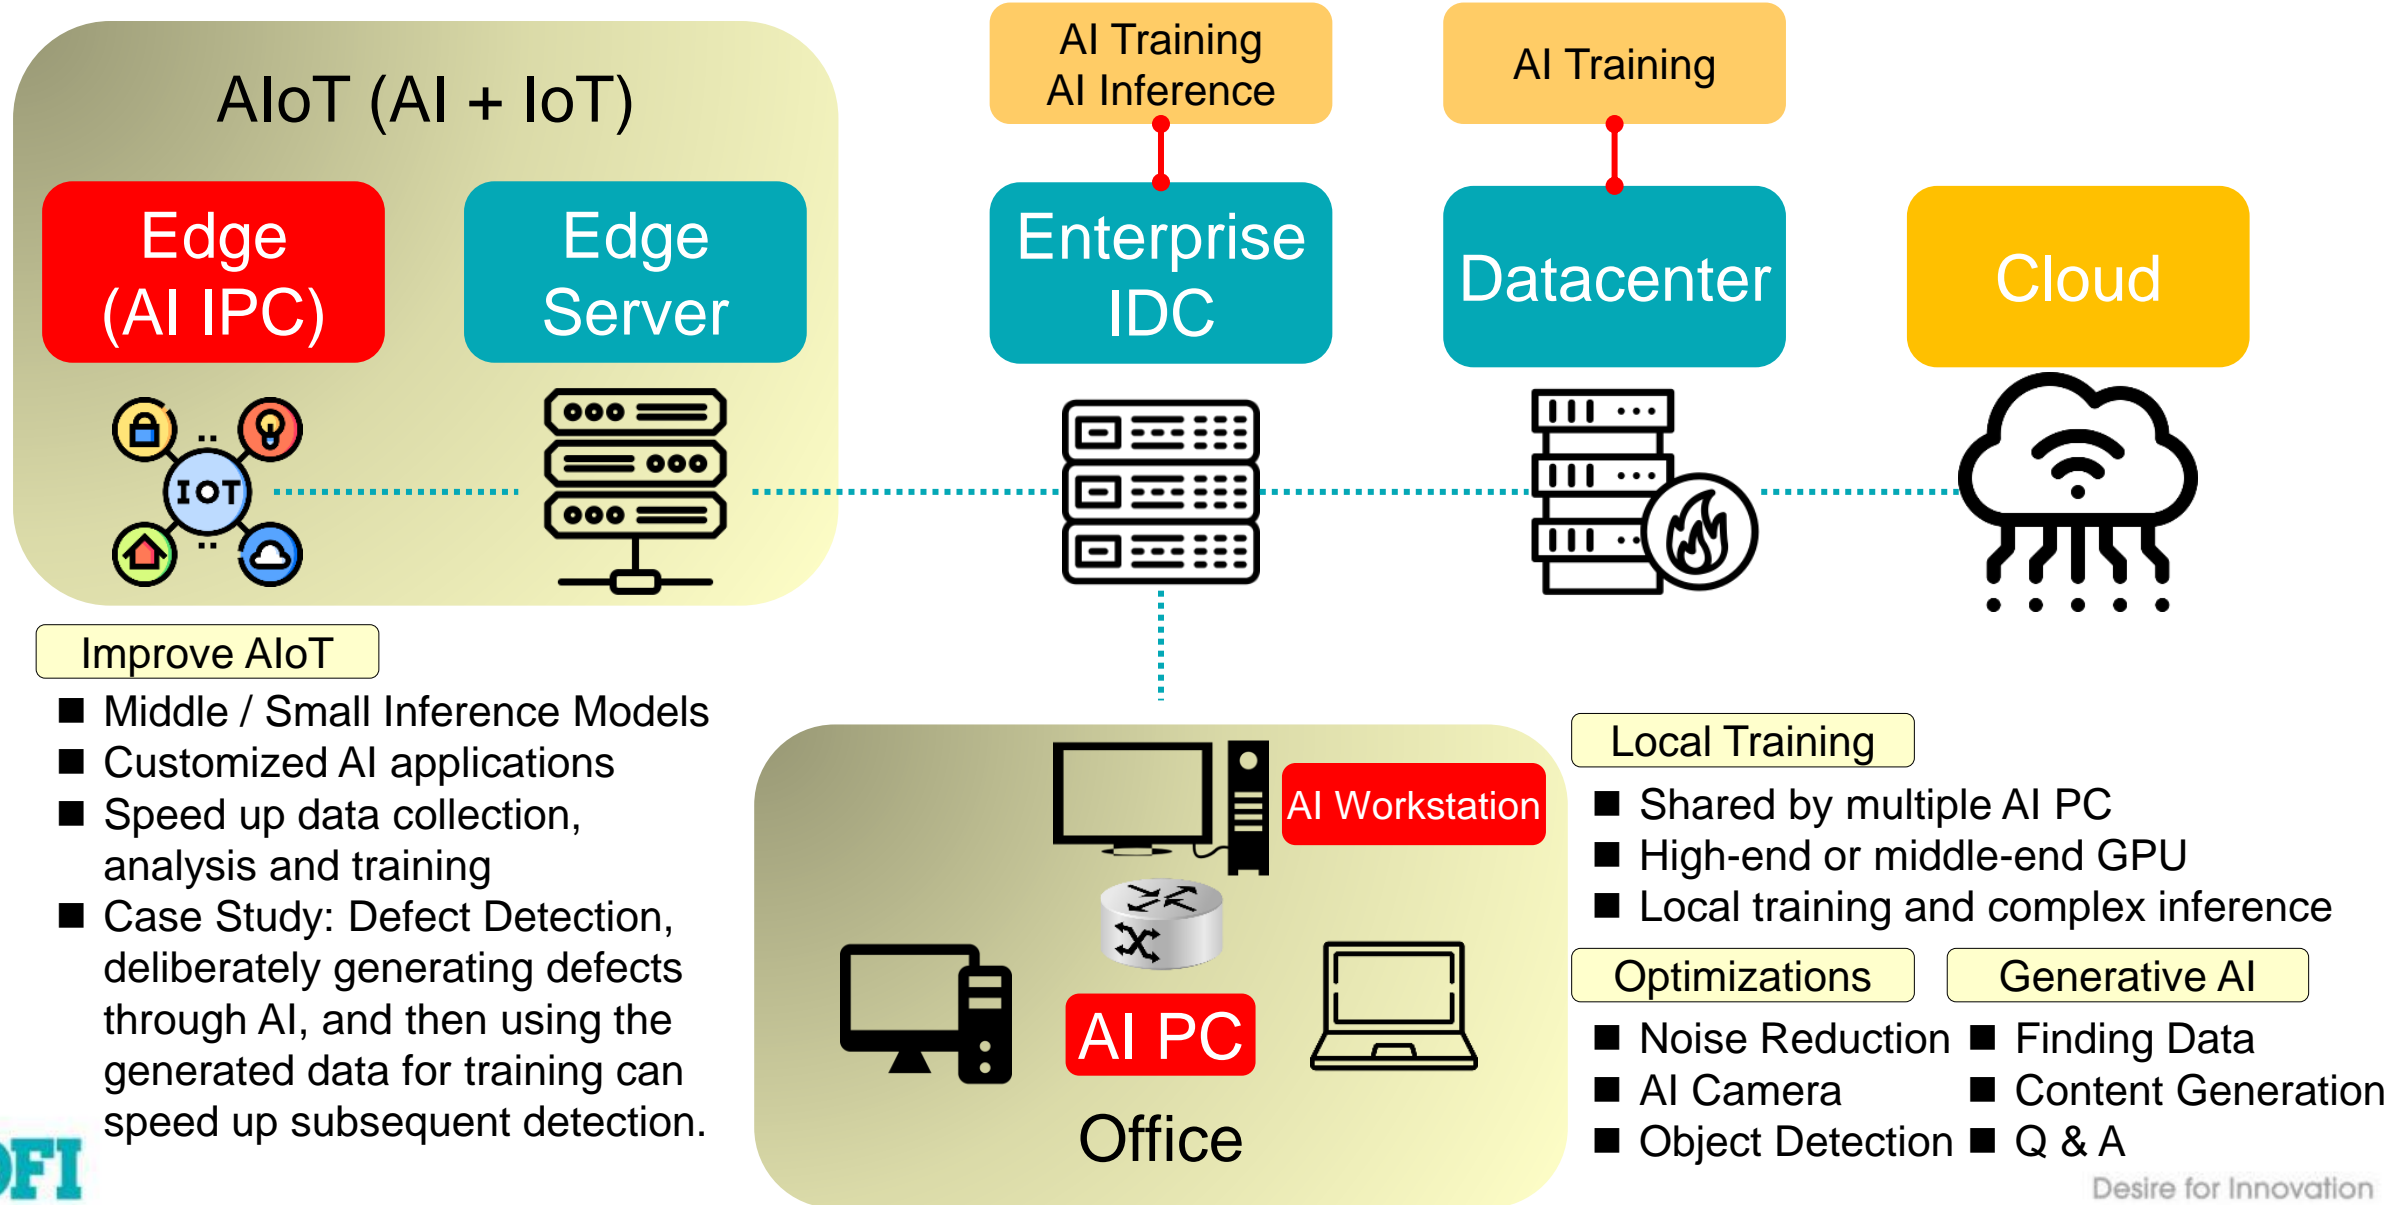 AIoT (AI + IoT)
AI Training
AI Inference
AI Training
Edge
(AI IPC)
Edge
Server
Enterprise
IDC
Datacenter
Cloud
IOT
Improve AIoT
■ Middle / Small Inference Models
■ Customized AI applications
■ Speed up data collection,
analysis and training
■ Case Study: Defect Detection,
deliberately generating defects
through AI, and then using the
generated data for training can
speed up subsequent detection.
AI Workstation
AI PC
Office
Local Training
■ Shared by multiple AI PC
■ High-end or middle-end GPU
■ Local training and complex inference
Optimizations
■ Noise Reduction
■ AI Camera
■ Object Detection
Generative AI
■ Finding Data
■ Content Generation
■ Q & A
DFI
Desire for Innovation